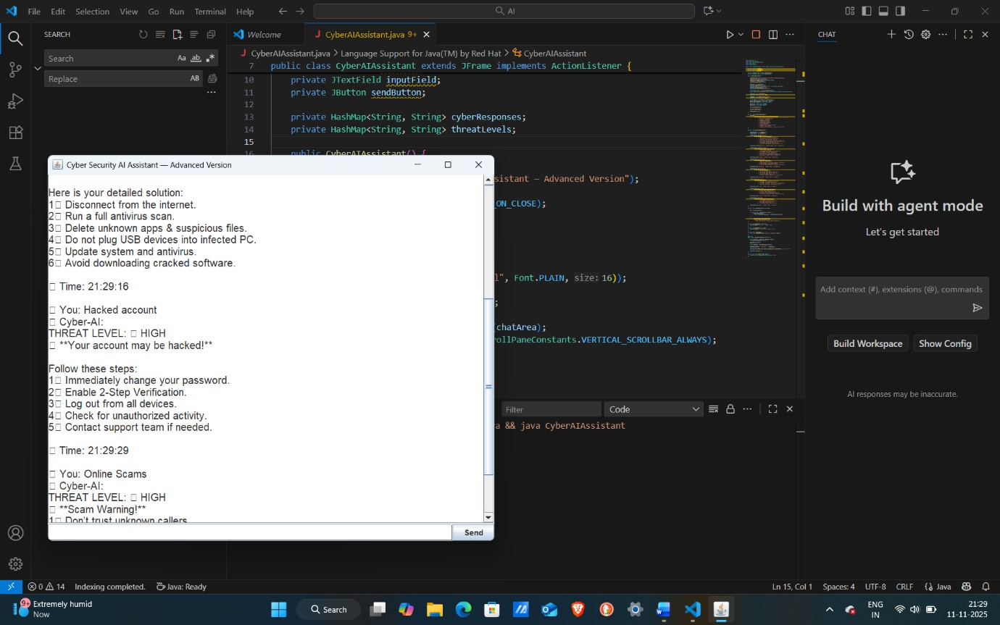 File Edit Selection View Go Run Terminal Help
AI
SEARCH
Search
Aa ab .*
Replace
AB
Welcome
J CyberAIAssistant.java 9+
J CyberAIAssistant.java > Language Support for Java(TM) by Red Hat > CyberAIAssistant
7 public class CyberAIAssistant extends JFrame implements ActionListener {
10 private JTextField inputField;
11 private JButton sendButton;
12
13 private HashMap<String, String> cyberResponses;
14 private HashMap<String, String> threatLevels;
15
16 public CyberAIAssistant() {
sistant — Advanced Version");
_ON_CLOSE);
l", Font.PLAIN, size: 16));
;
(chatArea);
rollPaneConstants.VERTICAL_SCROLLBAR_ALWAYS);
Cyber Security AI Assistant — Advanced Version
Here is your detailed solution:
1□ Disconnect from the internet.
2□ Run a full antivirus scan.
3□ Delete unknown apps & suspicious files.
4□ Do not plug USB devices into infected PC.
5□ Update system and antivirus.
6□ Avoid downloading cracked software.
□ Time: 21:29:16
□ You: Hacked account
□ Cyber-AI:
THREAT LEVEL: □ HIGH
□ **Your account may be hacked!**
Follow these steps:
1□ Immediately change your password.
2□ Enable 2-Step Verification.
3□ Log out from all devices.
4□ Check for unauthorized activity.
5□ Contact support team if needed.
□ Time: 21:29:29
□ You: Online Scams
□ Cyber-AI:
THREAT LEVEL: □ HIGH
□ **Scam Warning!**
1□ Don't trust unknown callers
Send
Filter
Code
a && java CyberAIAssistant
CHAT
Build with agent mode
Let's get started
Add context (#), extensions (@), commands
Build Workspace
Show Config
AI responses may be inaccurate.
0 14 Indexing completed. Java: Ready
Ln 15, Col 1 Spaces: 4 UTF-8 CRLF {} Java
9+
Extremely humid
Now
Search
ENG
IN
21:29
11-11-2025